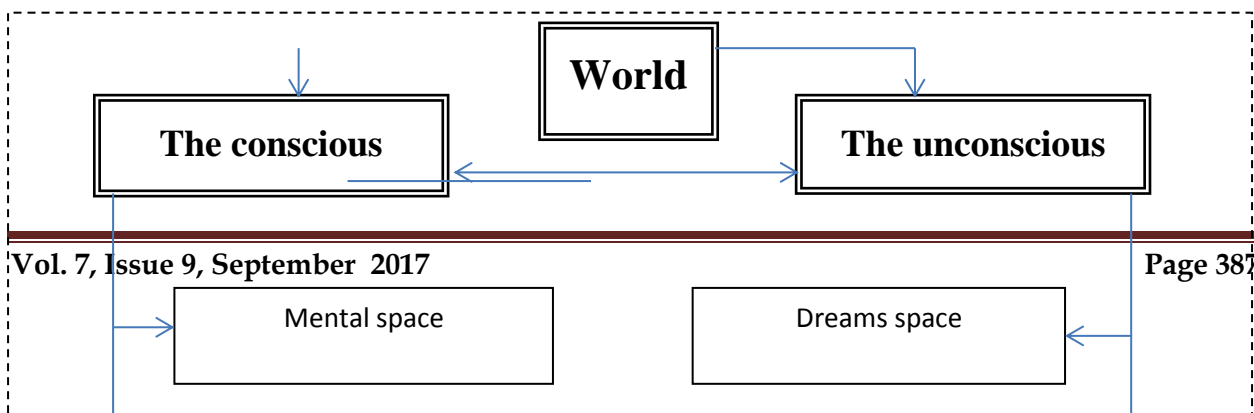 World
The conscious
The unconscious
Vol. 7, Issue 9, September 2017 Page 387
Mental space
Dreams space